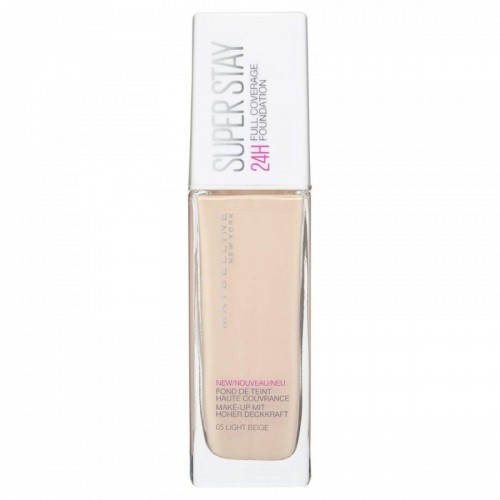 SUPER STAY
24H FULL COVERAGE
FOUNDATION
MAYBELLINE
NEW YORK
NEW/NOUVEAU/NEU
FOND DE TEINT
HAUTE COUVRANCE
MAKE-UP MIT
HOHER DECKKRAFT
05 LIGHT BEIGE